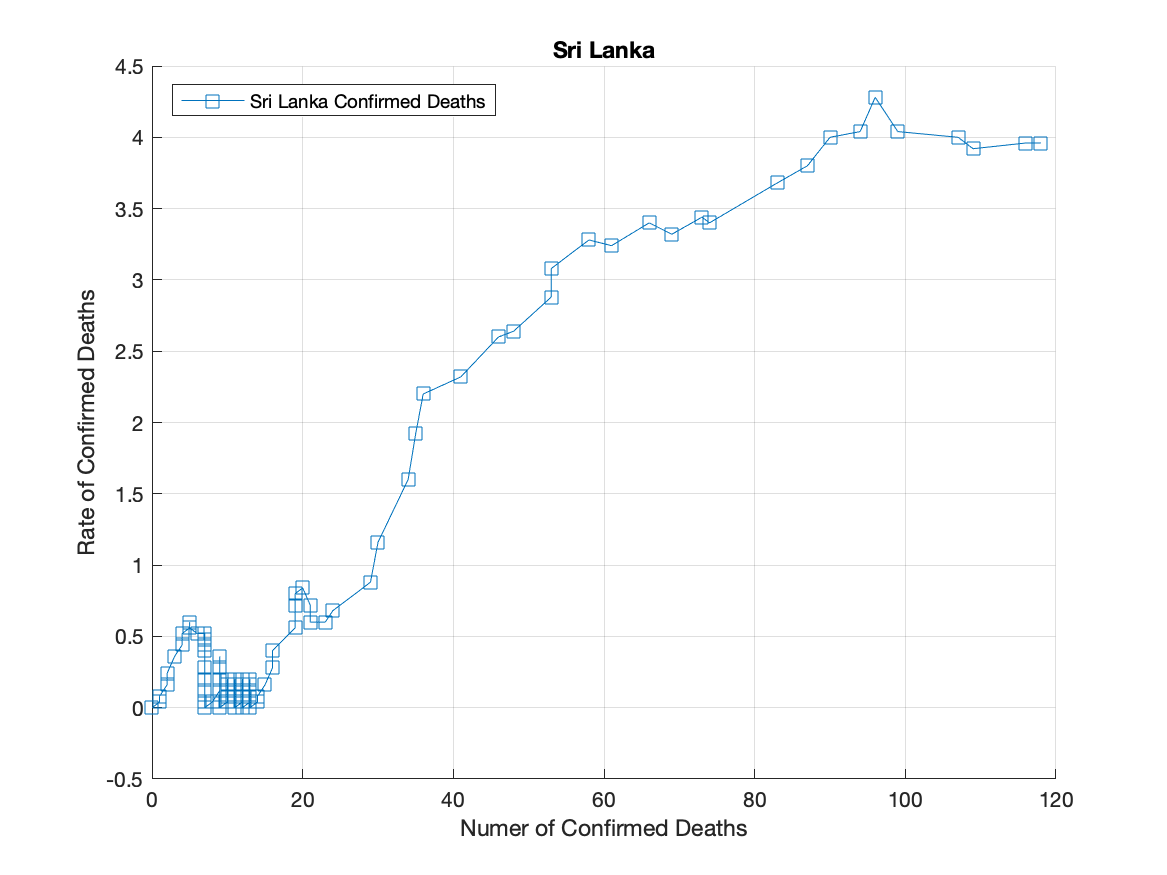 Sri Lanka
Sri Lanka Confirmed Deaths
4.5
4
3.5
3
2.5
2
1.5
1
0.5
0
-0.5
Rate of Confirmed Deaths
0 20 40 60 80 100 120
Numer of Confirmed Deaths